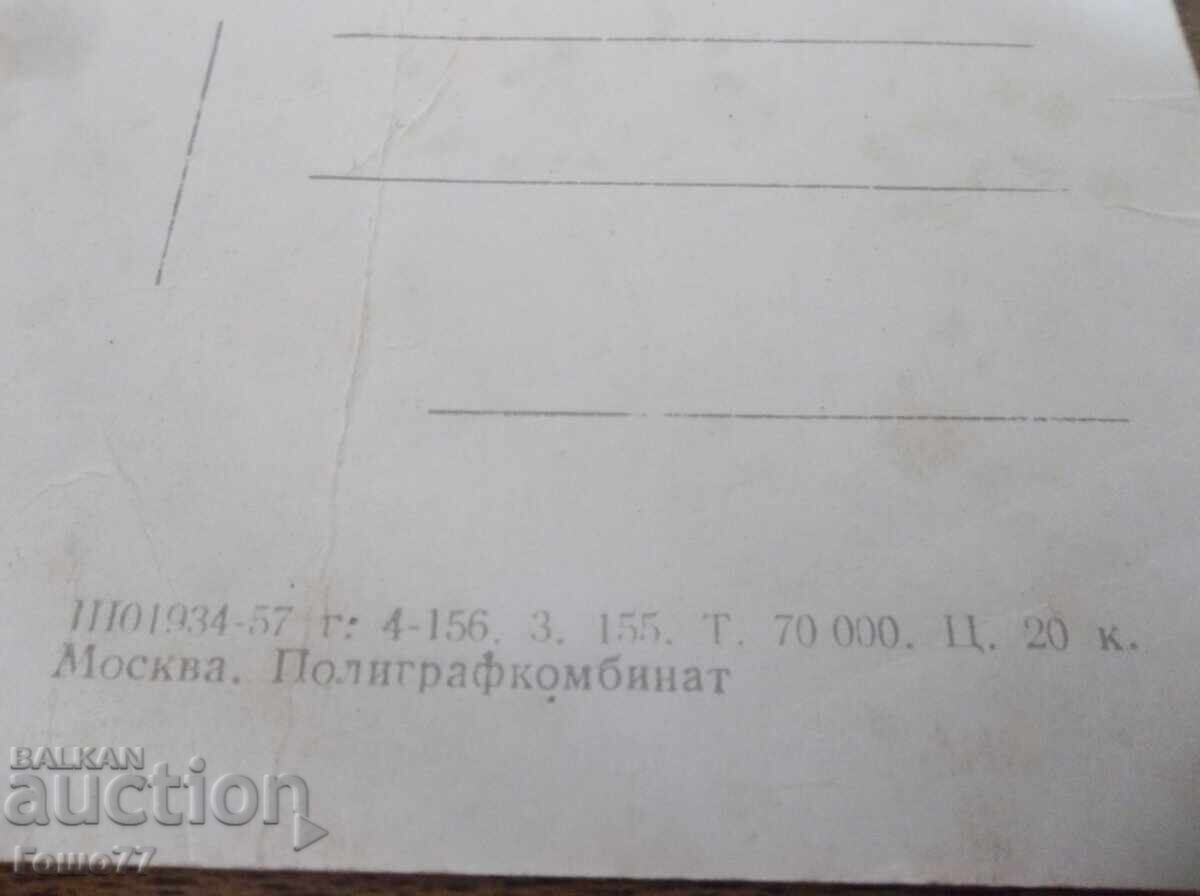 Ш01934-57 г: 4-156. З. 155. Т. 70 000. Ц. 20 к.
Москва. Полиграфкомбинат
BALKAN
auction
Гошо77